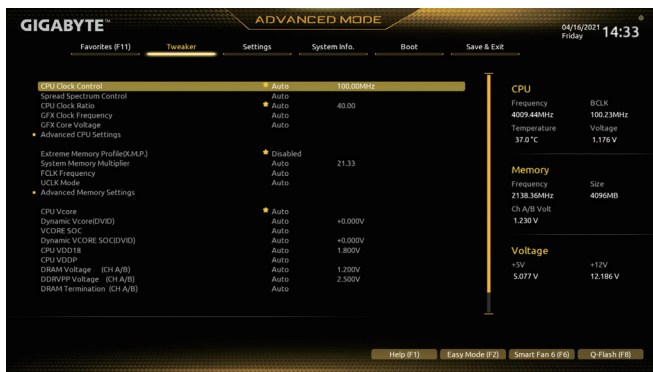 GIGABYTE™
ADVANCED MODE
04/16/2021
Friday
14:33
Favorites (F11) Tweaker Settings System Info. Boot Save & Exit
CPU Clock Control Auto 100.00MHz
Spread Spectrum Control Auto
CPU Clock Ratio Auto 40.00
GFX Clock Frequency Auto
GFX Core Voltage Auto
Advanced CPU Settings
Extreme Memory Profile(X.M.P.) Disabled
System Memory Multiplier Auto 21.33
FCLK Frequency Auto
UCLK Mode Auto
Advanced Memory Settings
CPU Vcore Auto
Dynamic Vcore(DVID) Auto +0.000V
VCORE SOC Auto
Dynamic VCORE SOC(DVID) Auto +0.000V
CPU VDD18 Auto 1.800V
CPU VDDP Auto
DRAM Voltage (CH A/B) Auto 1.200V
DDRVPP Voltage (CH A/B) Auto 2.500V
DRAM Termination (CH A/B) Auto
CPU
Frequency BCLK
4009.44MHz 100.23MHz
Temperature Voltage
37.0 °C 1.176 V
Memory
Frequency Size
2138.36MHz 4096MB
Ch A/B Volt
1.230 V
Voltage
+5V +12V
5.077 V 12.186 V
Help (F1) Easy Mode (F2) Smart Fan 6 (F6) Q-Flash (F8)